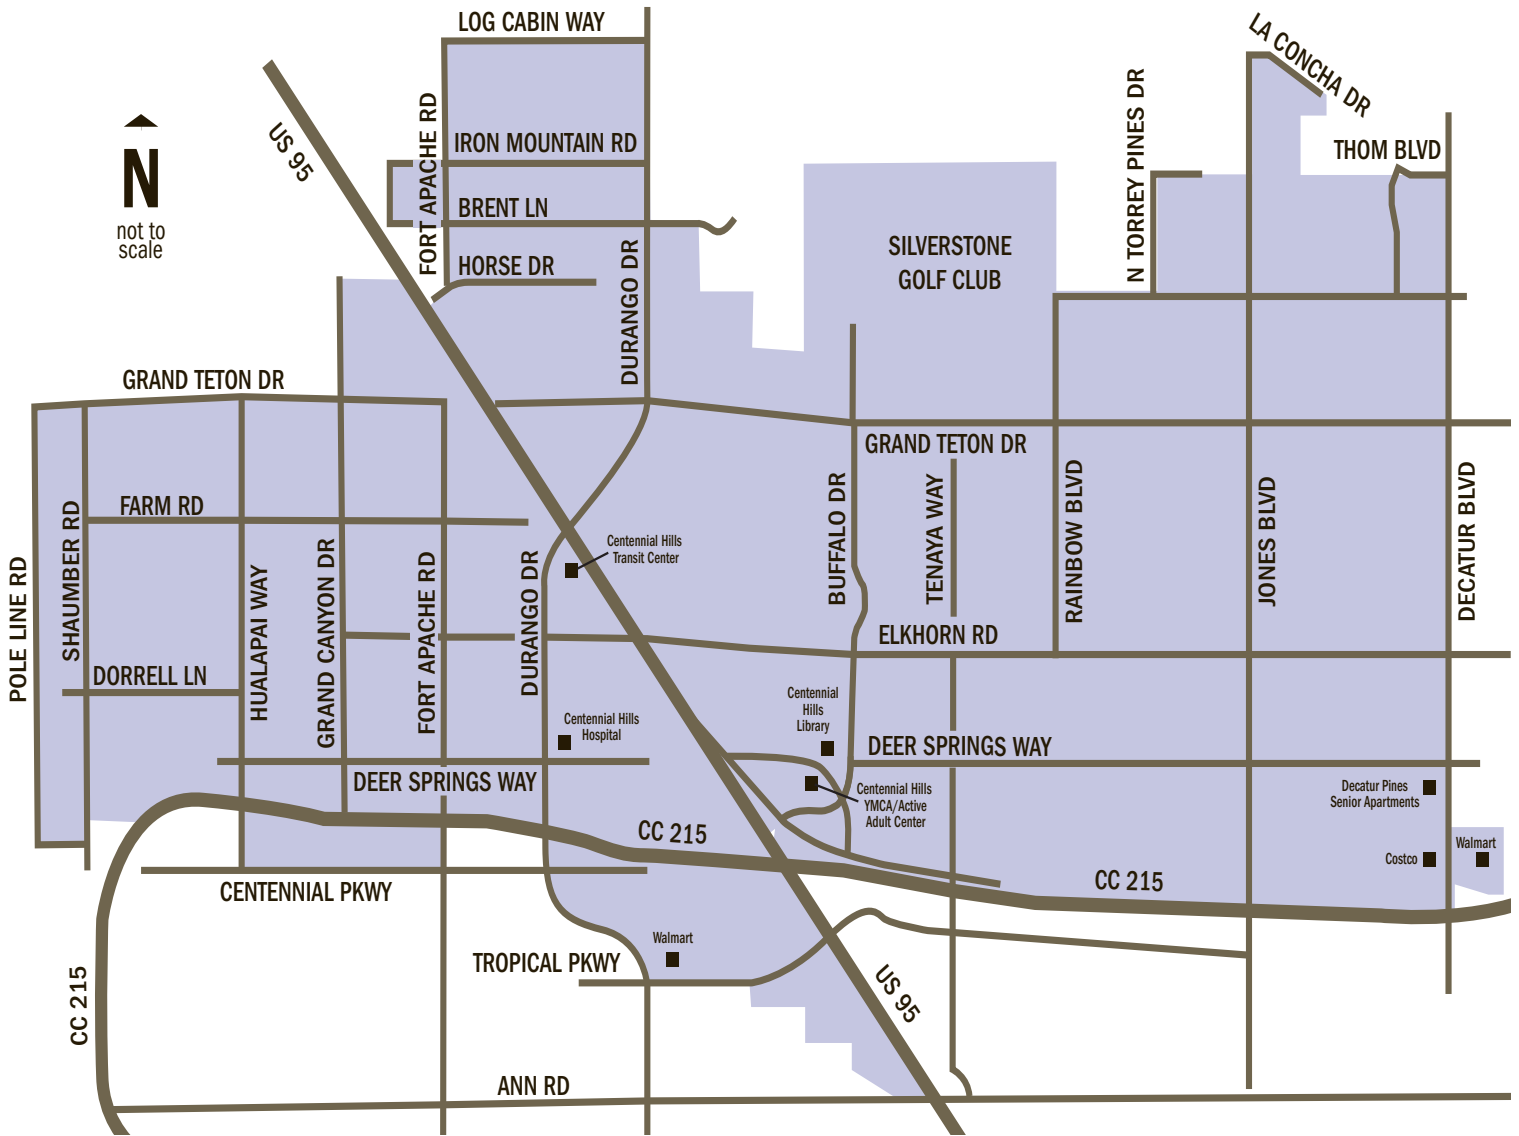 LOG CABIN WAY
LA CONCHA DR
US 95
FORT APACHE RD
IRON MOUNTAIN RD
N TORREY PINES DR
THOM BLVD
N
not to
scale
BRENT LN
HORSE DR
DURANGO DR
SILVERSTONE
GOLF CLUB
GRAND TETON DR
GRAND TETON DR
FARM RD
POLE LINE RD
SHAUMBER RD
HUALAPAI WAY
GRAND CANYON DR
FORT APACHE RD
DURANGO DR
Centennial Hills
Transit Center
BUFFALO DR
TENAYA WAY
RAINBOW BLVD
JONES BLVD
DECATUR BLVD
ELKHORN RD
DORRELL LN
Centennial Hills
Hospital
Centennial
Hills
Library
DEER SPRINGS WAY
DEER SPRINGS WAY
Centennial Hills
YMCA/Active
Adult Center
Decatur Pines
Senior Apartments
CC 215
Walmart
Costco
CC 215
CENTENNIAL PKWY
Walmart
TROPICAL PKWY
US 95
CC 215
ANN RD